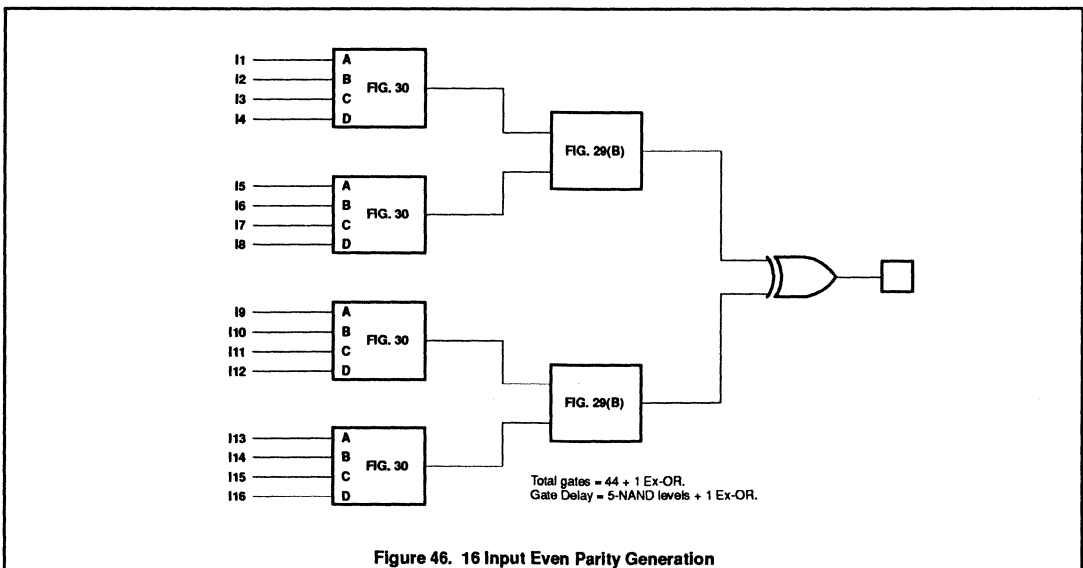 I1 A
I2 B
I3 C
I4 D
FIG. 30
I5 A
I6 B
I7 C
I8 D
FIG. 30
FIG. 29(B)
I9 A
I10 B
I11 C
I12 D
FIG. 30
I13 A
I14 B
I15 C
I16 D
FIG. 30
FIG. 29(B)
Total gates = 44 + 1 Ex-OR.
Gate Delay = 5-NAND levels + 1 Ex-OR.
Figure 46. 16 Input Even Parity Generation